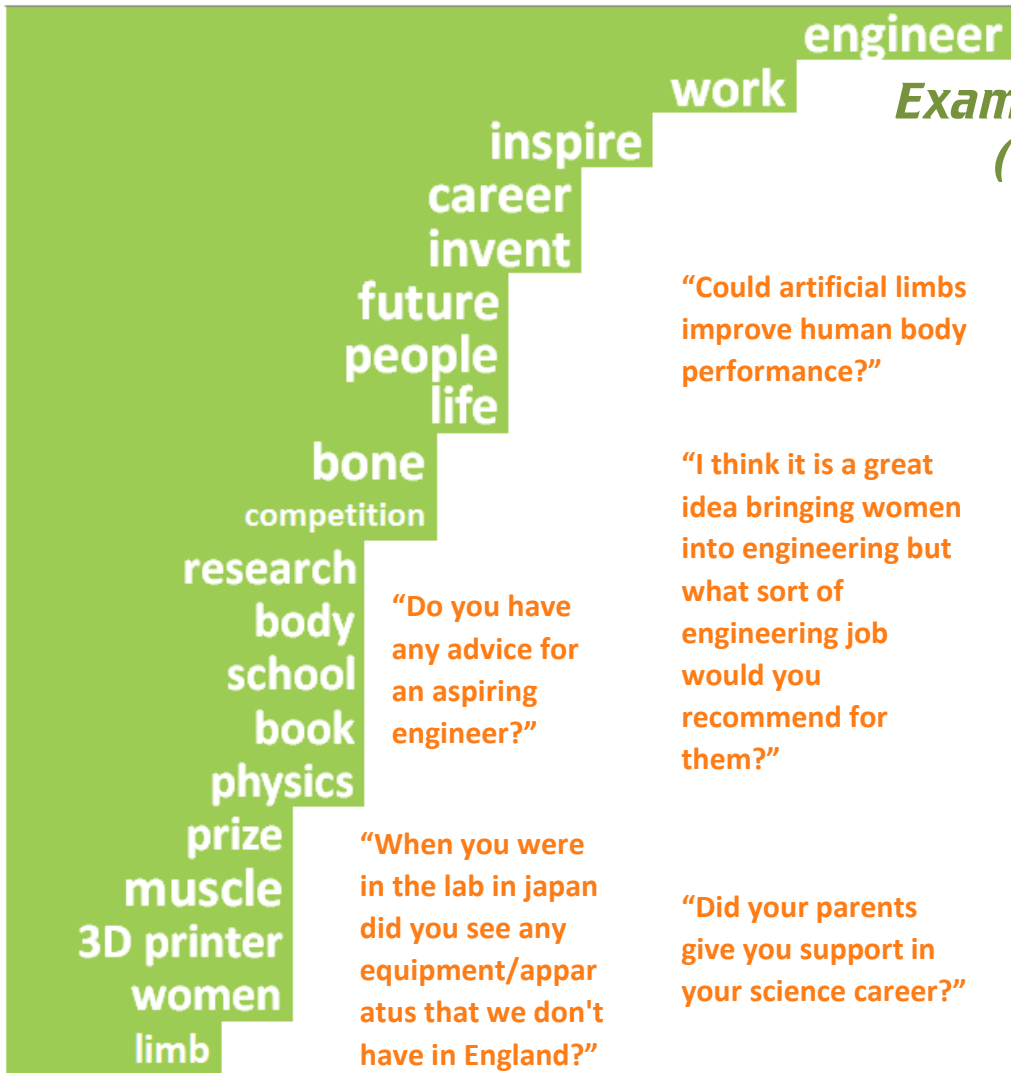 engineer
work
Exam
(
inspire
career
invent
future
people
life
bone
competition
research
body
school
book
physics
prize
muscle
3D printer
women
limb
“Could artificial limbs
improve human body
performance?”
“I think it is a great
idea bringing women
into engineering but
what sort of
engineering job
would you
recommend for
them?”
“Do you have
any advice for
an aspiring
engineer?”
“When you were
in the lab in japan
did you see any
equipment/appar
atus that we don't
have in England?”
“Did your parents
give you support in
your science career?”